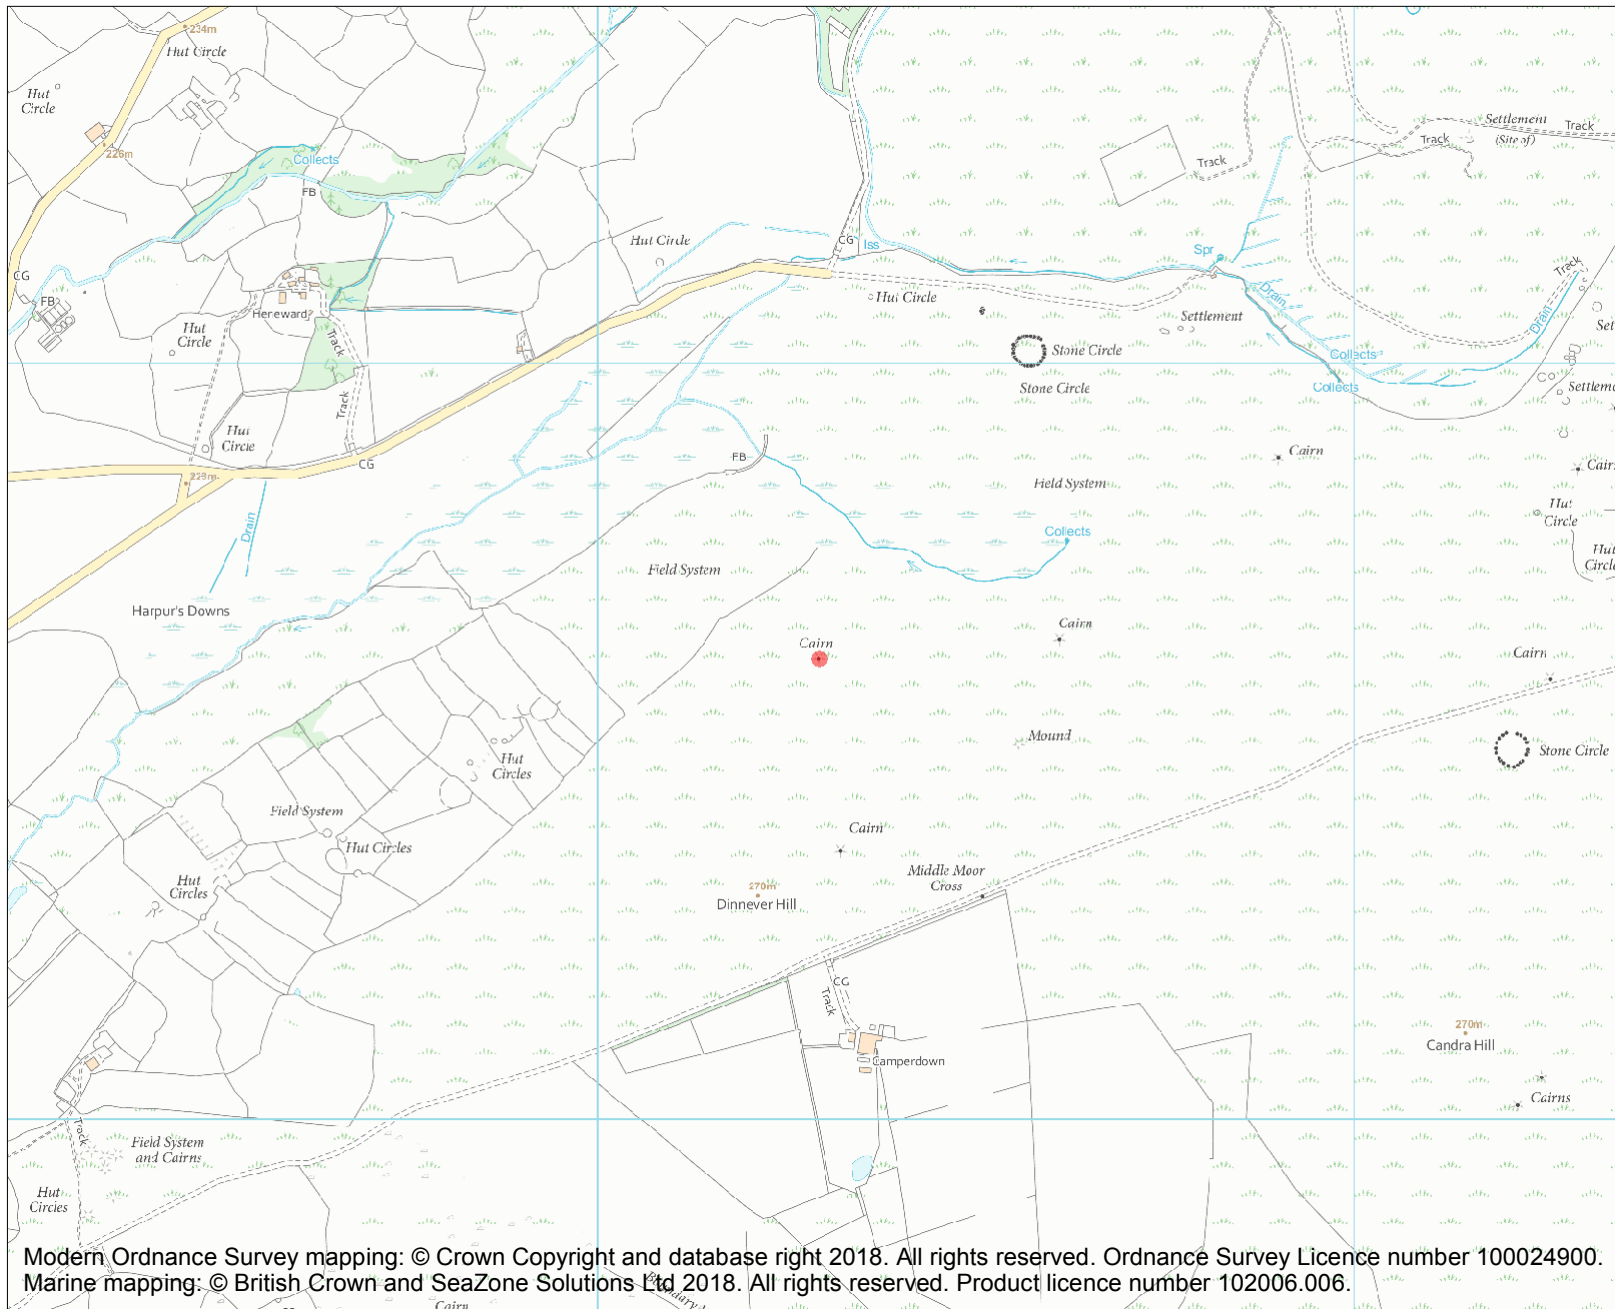 234m
Hut Circle
Hut
Circle
226m
Collects
FB
CG
FB
Hereward
Hut
Circle
Track
Track
Hut
Circle
CG
223m
Drain
Harpur's Downs
Hut Circle
CG
Iss
Hut Circle
Track
Spr
Drain
Settlement
Stone Circle
Stone Circle
Collects
Collects
Track
Settlement
(Site of)
Track
Track
Drain
Set
Settleme
Cairn
Cairn
Hut
Circle
Hut
Circle
FB
Field System
Collects
Field System
Cairn
Cairn
Cairn
Mound
Stone Circle
Hut
Circles
Field System
Hut Circles
Hut
Circles
Cairn
Middle Moor
Cross
270m
Dinnever Hill
CG
Track
Camperdown
270m
Candra Hill
Cairns
Track
Field System
and Cairns
Hut
Circles
Modern Ordnance Survey mapping: © Crown Copyright and database right 2018. All rights reserved. Ordnance Survey Licence number 100024900.
Marine mapping: © British Crown and SeaZone Solutions Ltd 2018. All rights reserved. Product licence number 102006.006.
Boundary
Cairn